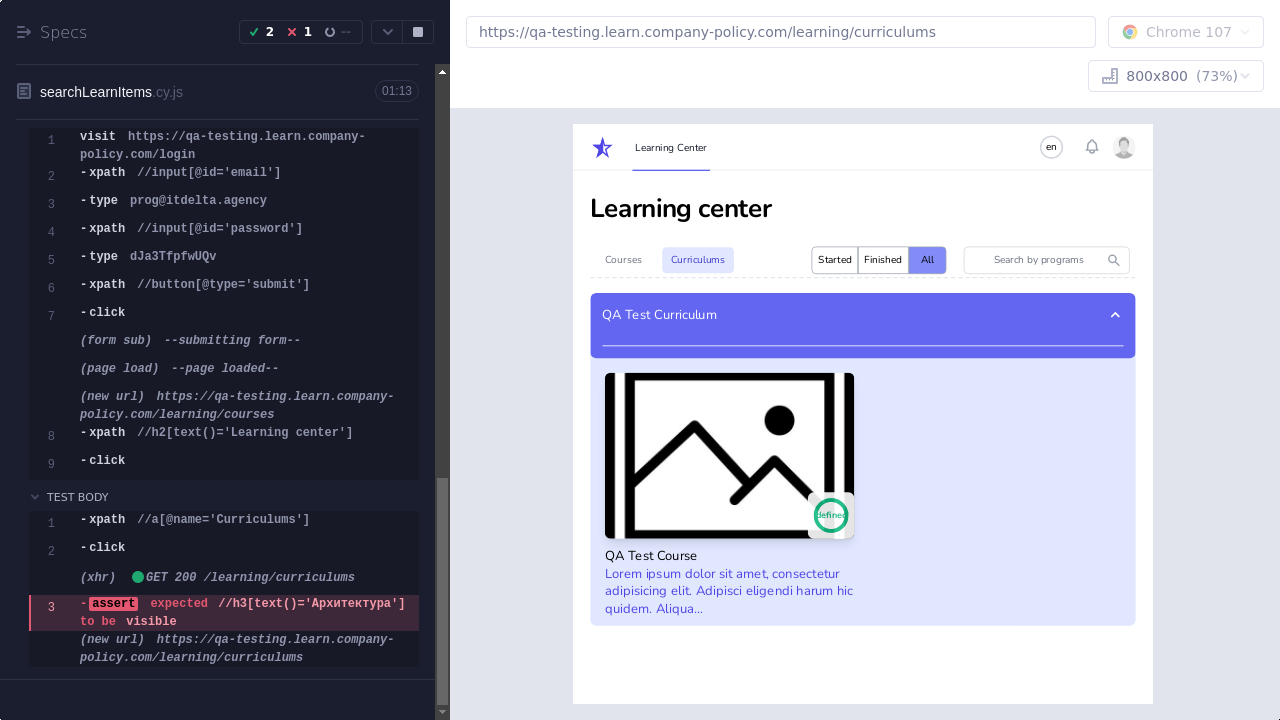 Specs
2 1 --
searchLearnItems.cy.js
01:13
1 visit https://qa-testing.learn.company-
policy.com/login
2 -xpath //input[@id='email']
3 -type prog@itdelta.agency
4 -xpath //input[@id='password']
5 -type dJa3TfpfwUQv
6 -xpath //button[@type='submit']
7 -click
(form sub) --submitting form--
(page load) --page loaded--
(new url) https://qa-testing.learn.company-
policy.com/learning/courses
8 -xpath //h2[text()='Learning center']
9 -click
TEST BODY
1 -xpath //a[@name='Curriculums']
2 -click
(xhr) GET 200 /learning/curriculums
3 -assert expected //h3[text()='Архитектура']
to be visible
(new url) https://qa-testing.learn.company-
policy.com/learning/curriculums
https://qa-testing.learn.company-policy.com/learning/curriculums
Chrome 107
800x800 (73%)
Learning Center
en
Learning center
Courses Curriculums Started Finished All Search by programs
QA Test Curriculum
defined
QA Test Course
Lorem ipsum dolor sit amet, consectetur
adipisicing elit. Adipisci eligendi harum hic
quidem. Aliqua...